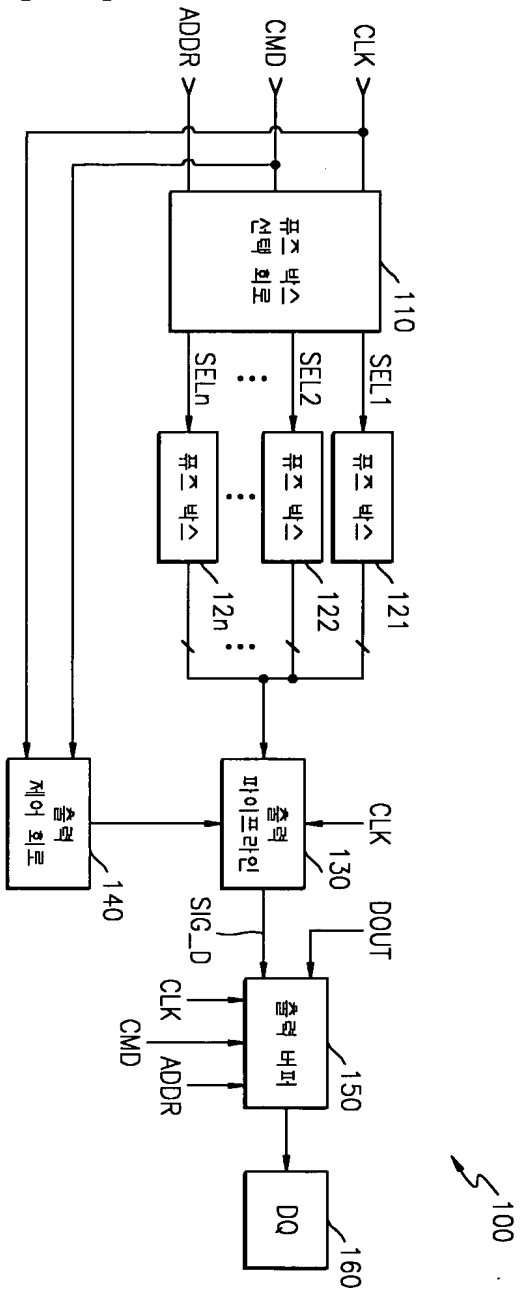 100
CLK
CMD
ADDR
퓨즈 박스
선택 회로
110
SEL1
SEL2
SELn
퓨즈 박스
121
퓨즈 박스
122
퓨즈 박스
12n
CLK
출력
파이프라인
130
출력
제어 회로
140
SIG_D
DOUT
출력 버퍼
150
CLK
CMD
ADDR
DQ
160